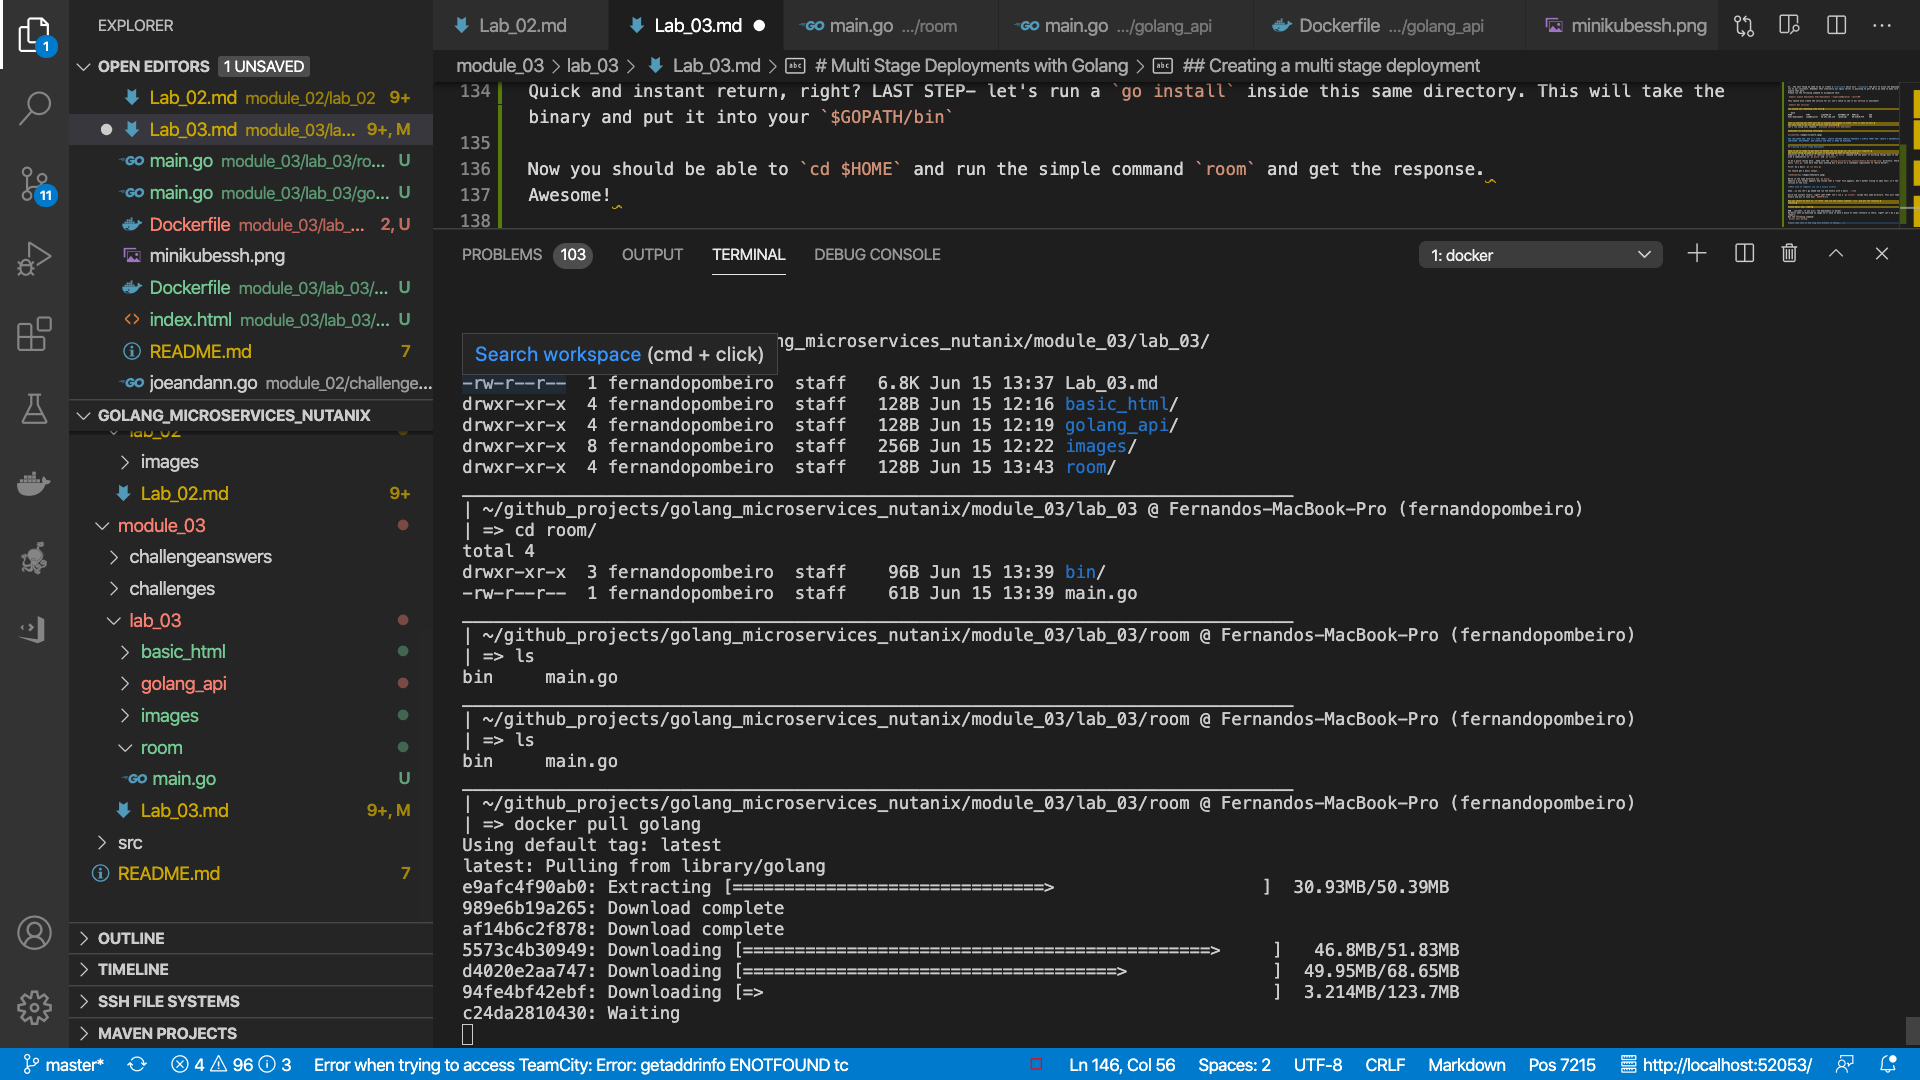 1
EXPLORER
OPEN EDITORS 1 UNSAVED
Lab_02.md module_02/lab_02 9+
Lab_03.md module_03/la... 9+, M
main.go module_03/lab_03/ro... U
main.go module_03/lab_03/go... U
11
Dockerfile module_03/lab_... 2, U
minikubessh.png
Dockerfile module_03/lab_03/... U
index.html module_03/lab_03/... U
README.md 7
joeandann.go module_02/challenge...
GOLANG_MICROSERVICES_NUTANIX
lab_02
images
Lab_02.md 9+
module_03
challengeanswers
challenges
lab_03
basic_html
golang_api
images
room
main.go U
Lab_03.md 9+, M
src
README.md 7
OUTLINE
TIMELINE
SSH FILE SYSTEMS
MAVEN PROJECTS
Lab_02.md Lab_03.md main.go .../room main.go .../golang_api Dockerfile .../golang_api minikubessh.png
module_03 > lab_03 > Lab_03.md > abc # Multi Stage Deployments with Golang > abc ## Creating a multi stage deployment
134 Quick and instant return, right? LAST STEP- let's run a `go install` inside this same directory. This will take the
binary and put it into your `$GOPATH/bin`
135
136 Now you should be able to `cd $HOME` and run the simple command `room` and get the response.
137 Awesome!
138
PROBLEMS 103 OUTPUT TERMINAL DEBUG CONSOLE 1: docker
ng_microservices_nutanix/module_03/lab_03/
Search workspace (cmd + click)
-rw-r--r-- 1 fernandopombeiro staff 6.8K Jun 15 13:37 Lab_03.md
drwxr-xr-x 4 fernandopombeiro staff 128B Jun 15 12:16 basic_html/
drwxr-xr-x 4 fernandopombeiro staff 128B Jun 15 12:19 golang_api/
drwxr-xr-x 8 fernandopombeiro staff 256B Jun 15 12:22 images/
drwxr-xr-x 4 fernandopombeiro staff 128B Jun 15 13:43 room/
| ~/github_projects/golang_microservices_nutanix/module_03/lab_03 @ Fernandos-MacBook-Pro (fernandopombeiro)
| => cd room/
total 4
drwxr-xr-x 3 fernandopombeiro staff 96B Jun 15 13:39 bin/
-rw-r--r-- 1 fernandopombeiro staff 61B Jun 15 13:39 main.go
| ~/github_projects/golang_microservices_nutanix/module_03/lab_03/room @ Fernandos-MacBook-Pro (fernandopombeiro)
| => ls
bin main.go
| ~/github_projects/golang_microservices_nutanix/module_03/lab_03/room @ Fernandos-MacBook-Pro (fernandopombeiro)
| => ls
bin main.go
| ~/github_projects/golang_microservices_nutanix/module_03/lab_03/room @ Fernandos-MacBook-Pro (fernandopombeiro)
| => docker pull golang
Using default tag: latest
latest: Pulling from library/golang
e9afc4f90ab0: Extracting [==============================> ] 30.93MB/50.39MB
989e6b19a265: Download complete
af14b6c2f878: Download complete
5573c4b30949: Downloading [=============================================> ] 46.8MB/51.83MB
d4020e2aa747: Downloading [====================================> ] 49.95MB/68.65MB
94fe4bf42ebf: Downloading [=> ] 3.214MB/123.7MB
c24da2810430: Waiting
master* 4 96 3 Error when trying to access TeamCity: Error: getaddrinfo ENOTFOUND tc Ln 146, Col 56 Spaces: 2 UTF-8 CRLF Markdown Pos 7215 http://localhost:52053/